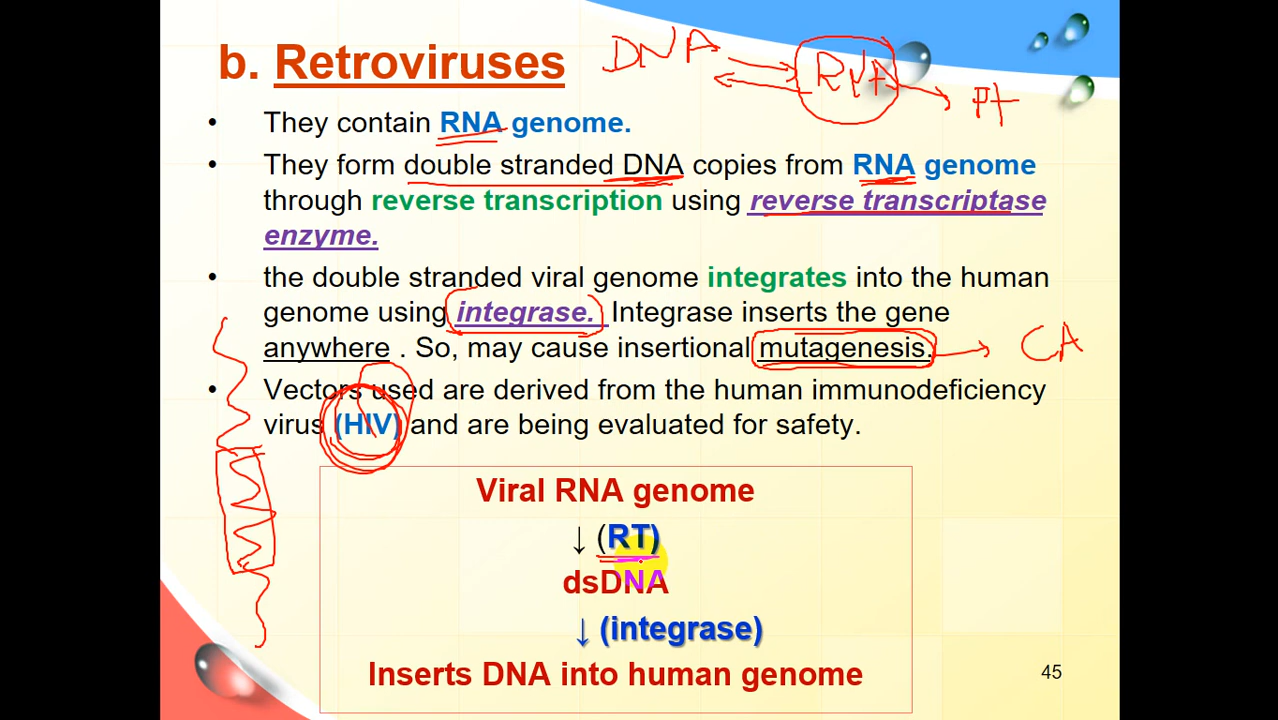 b. Retroviruses
DNA RNA Pt
• They contain RNA genome.
• They form double stranded DNA copies from RNA genome
through reverse transcription using reverse transcriptase
enzyme.
• the double stranded viral genome integrates into the human
genome using integrase. Integrase inserts the gene
anywhere . So, may cause insertional mutagenesis. CA
• Vectors used are derived from the human immunodeficiency
virus (HIV) and are being evaluated for safety.
Viral RNA genome
↓ (RT)
dsDNA
↓ (integrase)
Inserts DNA into human genome
45